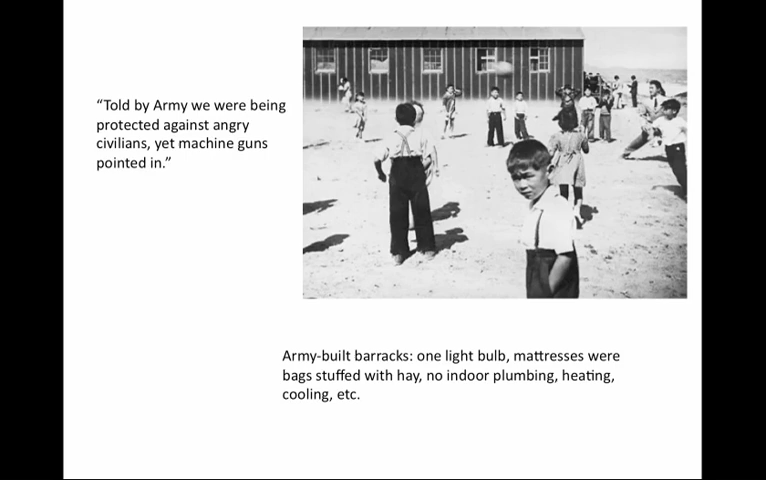 “Told by Army we were being
protected against angry
civilians, yet machine guns
pointed in.”
Army-built barracks: one light bulb, mattresses were
bags stuffed with hay, no indoor plumbing, heating,
cooling, etc.